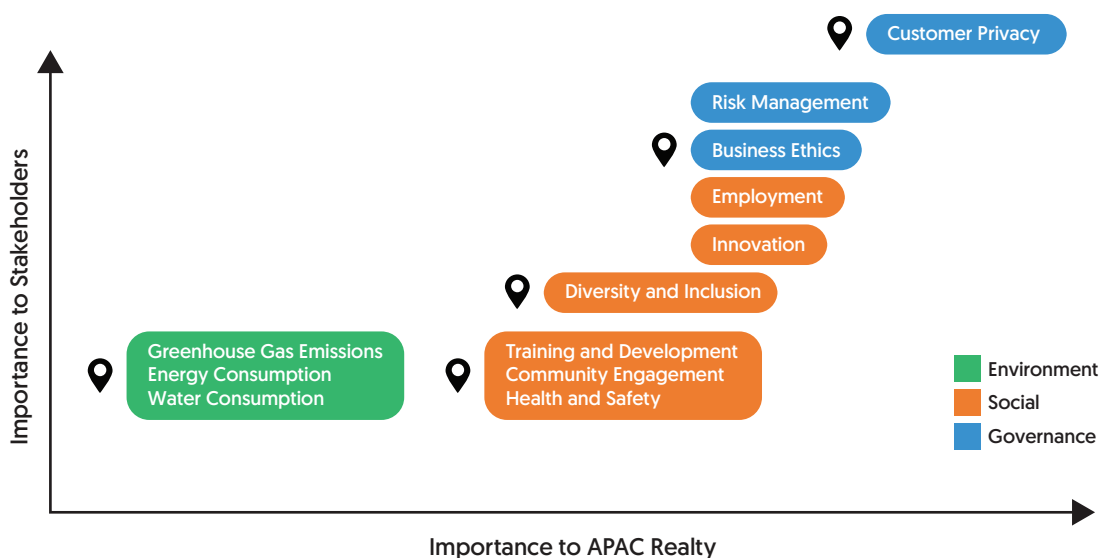 Customer Privacy
Risk Management
Business Ethics
Employment
Innovation
Diversity and Inclusion
Greenhouse Gas Emissions
Energy Consumption
Water Consumption
Training and Development
Community Engagement
Health and Safety
Environment
Social
Governance
Importance to Stakeholders
Importance to APAC Realty